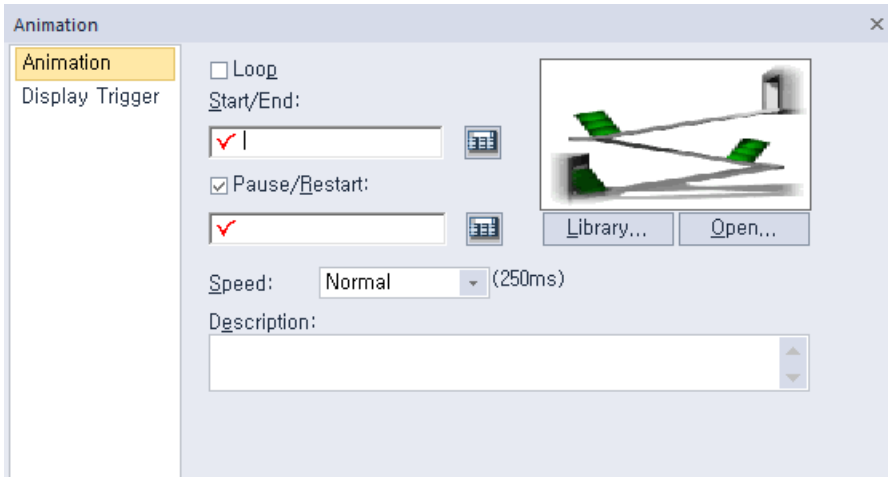 Animation
Animation
Display Trigger
Loop
Start/End:
Pause/Restart:
Library...
Open...
Speed:
Normal
(250ms)
Description: